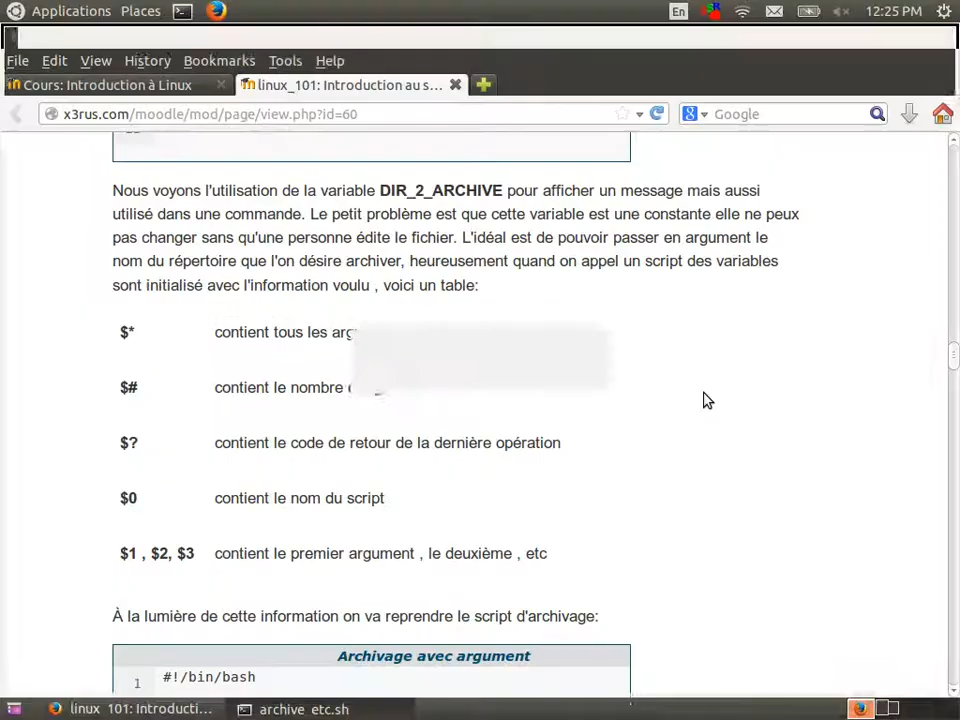 Applications Places En 12:25 PM
File Edit View History Bookmarks Tools Help
Cours: Introduction à Linux linux_101: Introduction au s...
x3rus.com/moodle/mod/page/view.php?id=60 Google
Nous voyons l'utilisation de la variable DIR_2_ARCHIVE pour afficher un message mais aussi
utilisé dans une commande. Le petit problème est que cette variable est une constante elle ne peux
pas changer sans qu'une personne édite le fichier. L'idéal est de pouvoir passer en argument le
nom du répertoire que l'on désire archiver, heureusement quand on appel un script des variables
sont initialisé avec l'information voulu , voici un table:
$* contient tous les
$# contient le nombre
$? contient le code de retour de la dernière opération
$0 contient le nom du script
$1 , $2, $3 contient le premier argument , le deuxième , etc
À la lumière de cette information on va reprendre le script d'archivage:
Archivage avec argument
1 #!/bin/bash
linux 101: Introducti... archive etc.sh